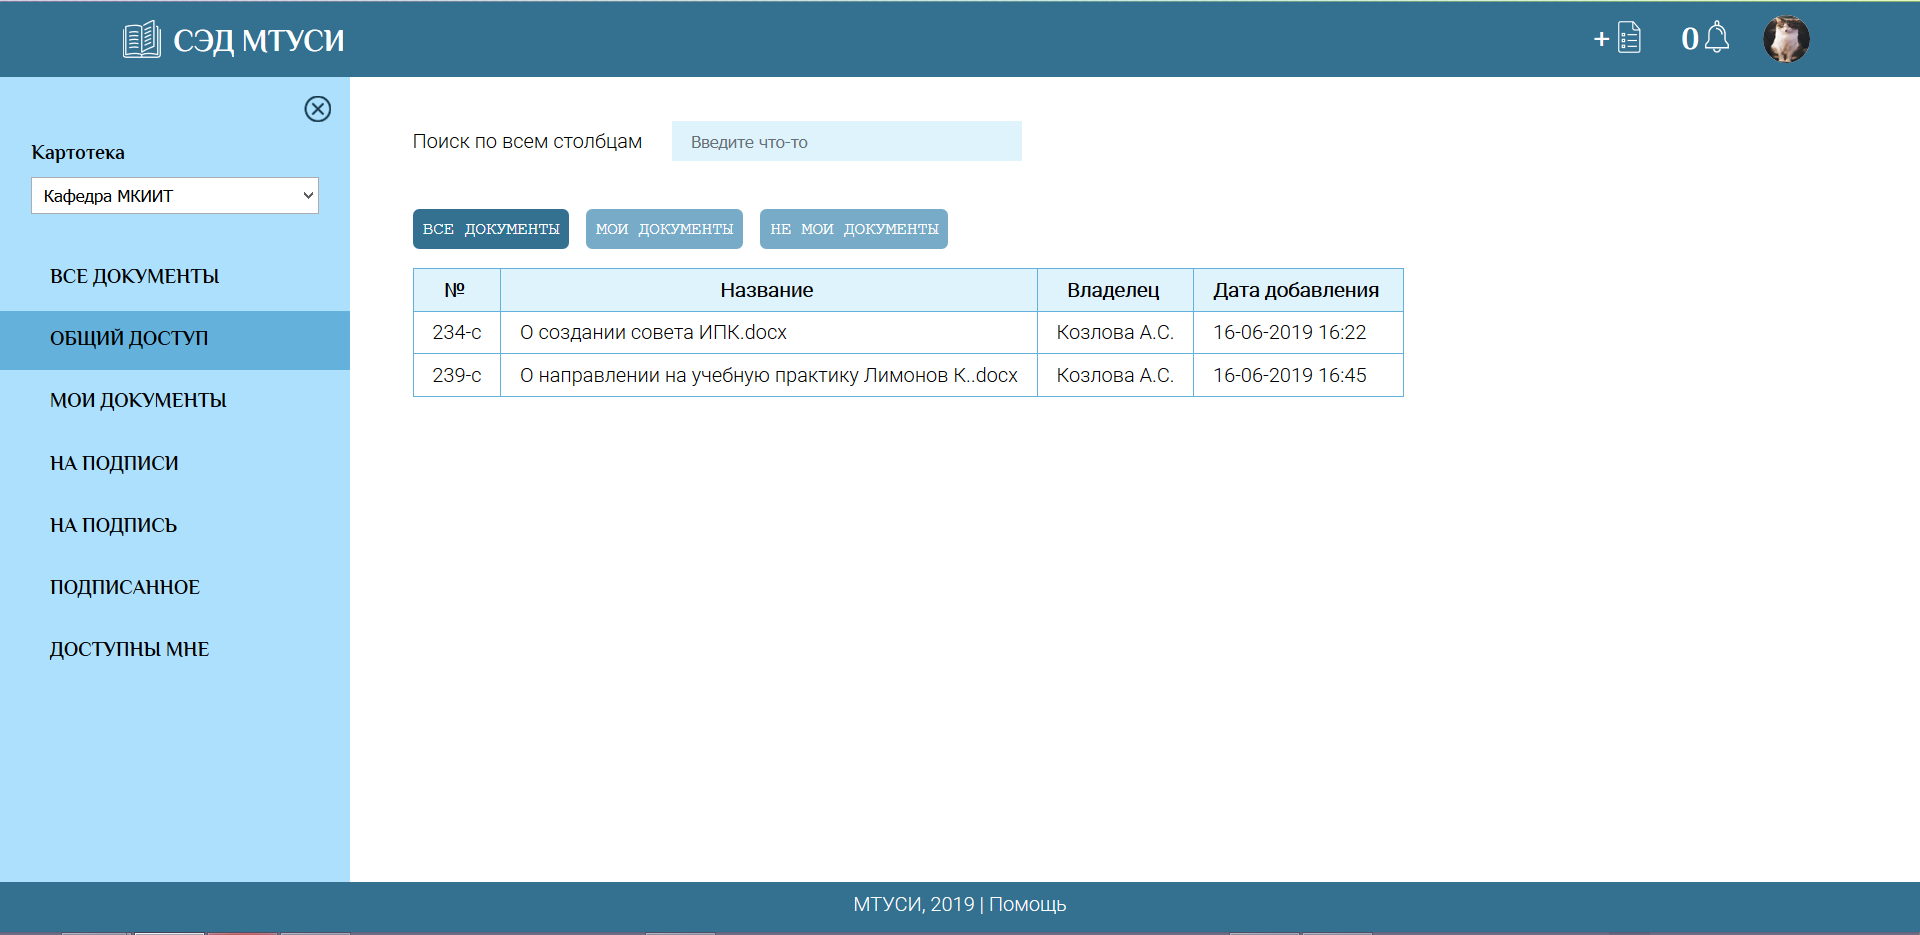 СЭД МТУСИ
+
0
Картотека
Кафедра МКИИТ
ВСЕ ДОКУМЕНТЫ
ОБЩИЙ ДОСТУП
МОИ ДОКУМЕНТЫ
НА ПОДПИСИ
НА ПОДПИСЬ
ПОДПИСАННОЕ
ДОСТУПНЫ МНЕ
Поиск по всем столбцам Введите что-то
ВСЕ ДОКУМЕНТЫ МОИ ДОКУМЕНТЫ НЕ МОИ ДОКУМЕНТЫ
№ Название Владелец Дата добавления
234-с О создании совета ИПК.docx Козлова А.С. 16-06-2019 16:22
239-с О направлении на учебную практику Лимонов К..docx Козлова А.С. 16-06-2019 16:45
МТУСИ, 2019 | Помощь